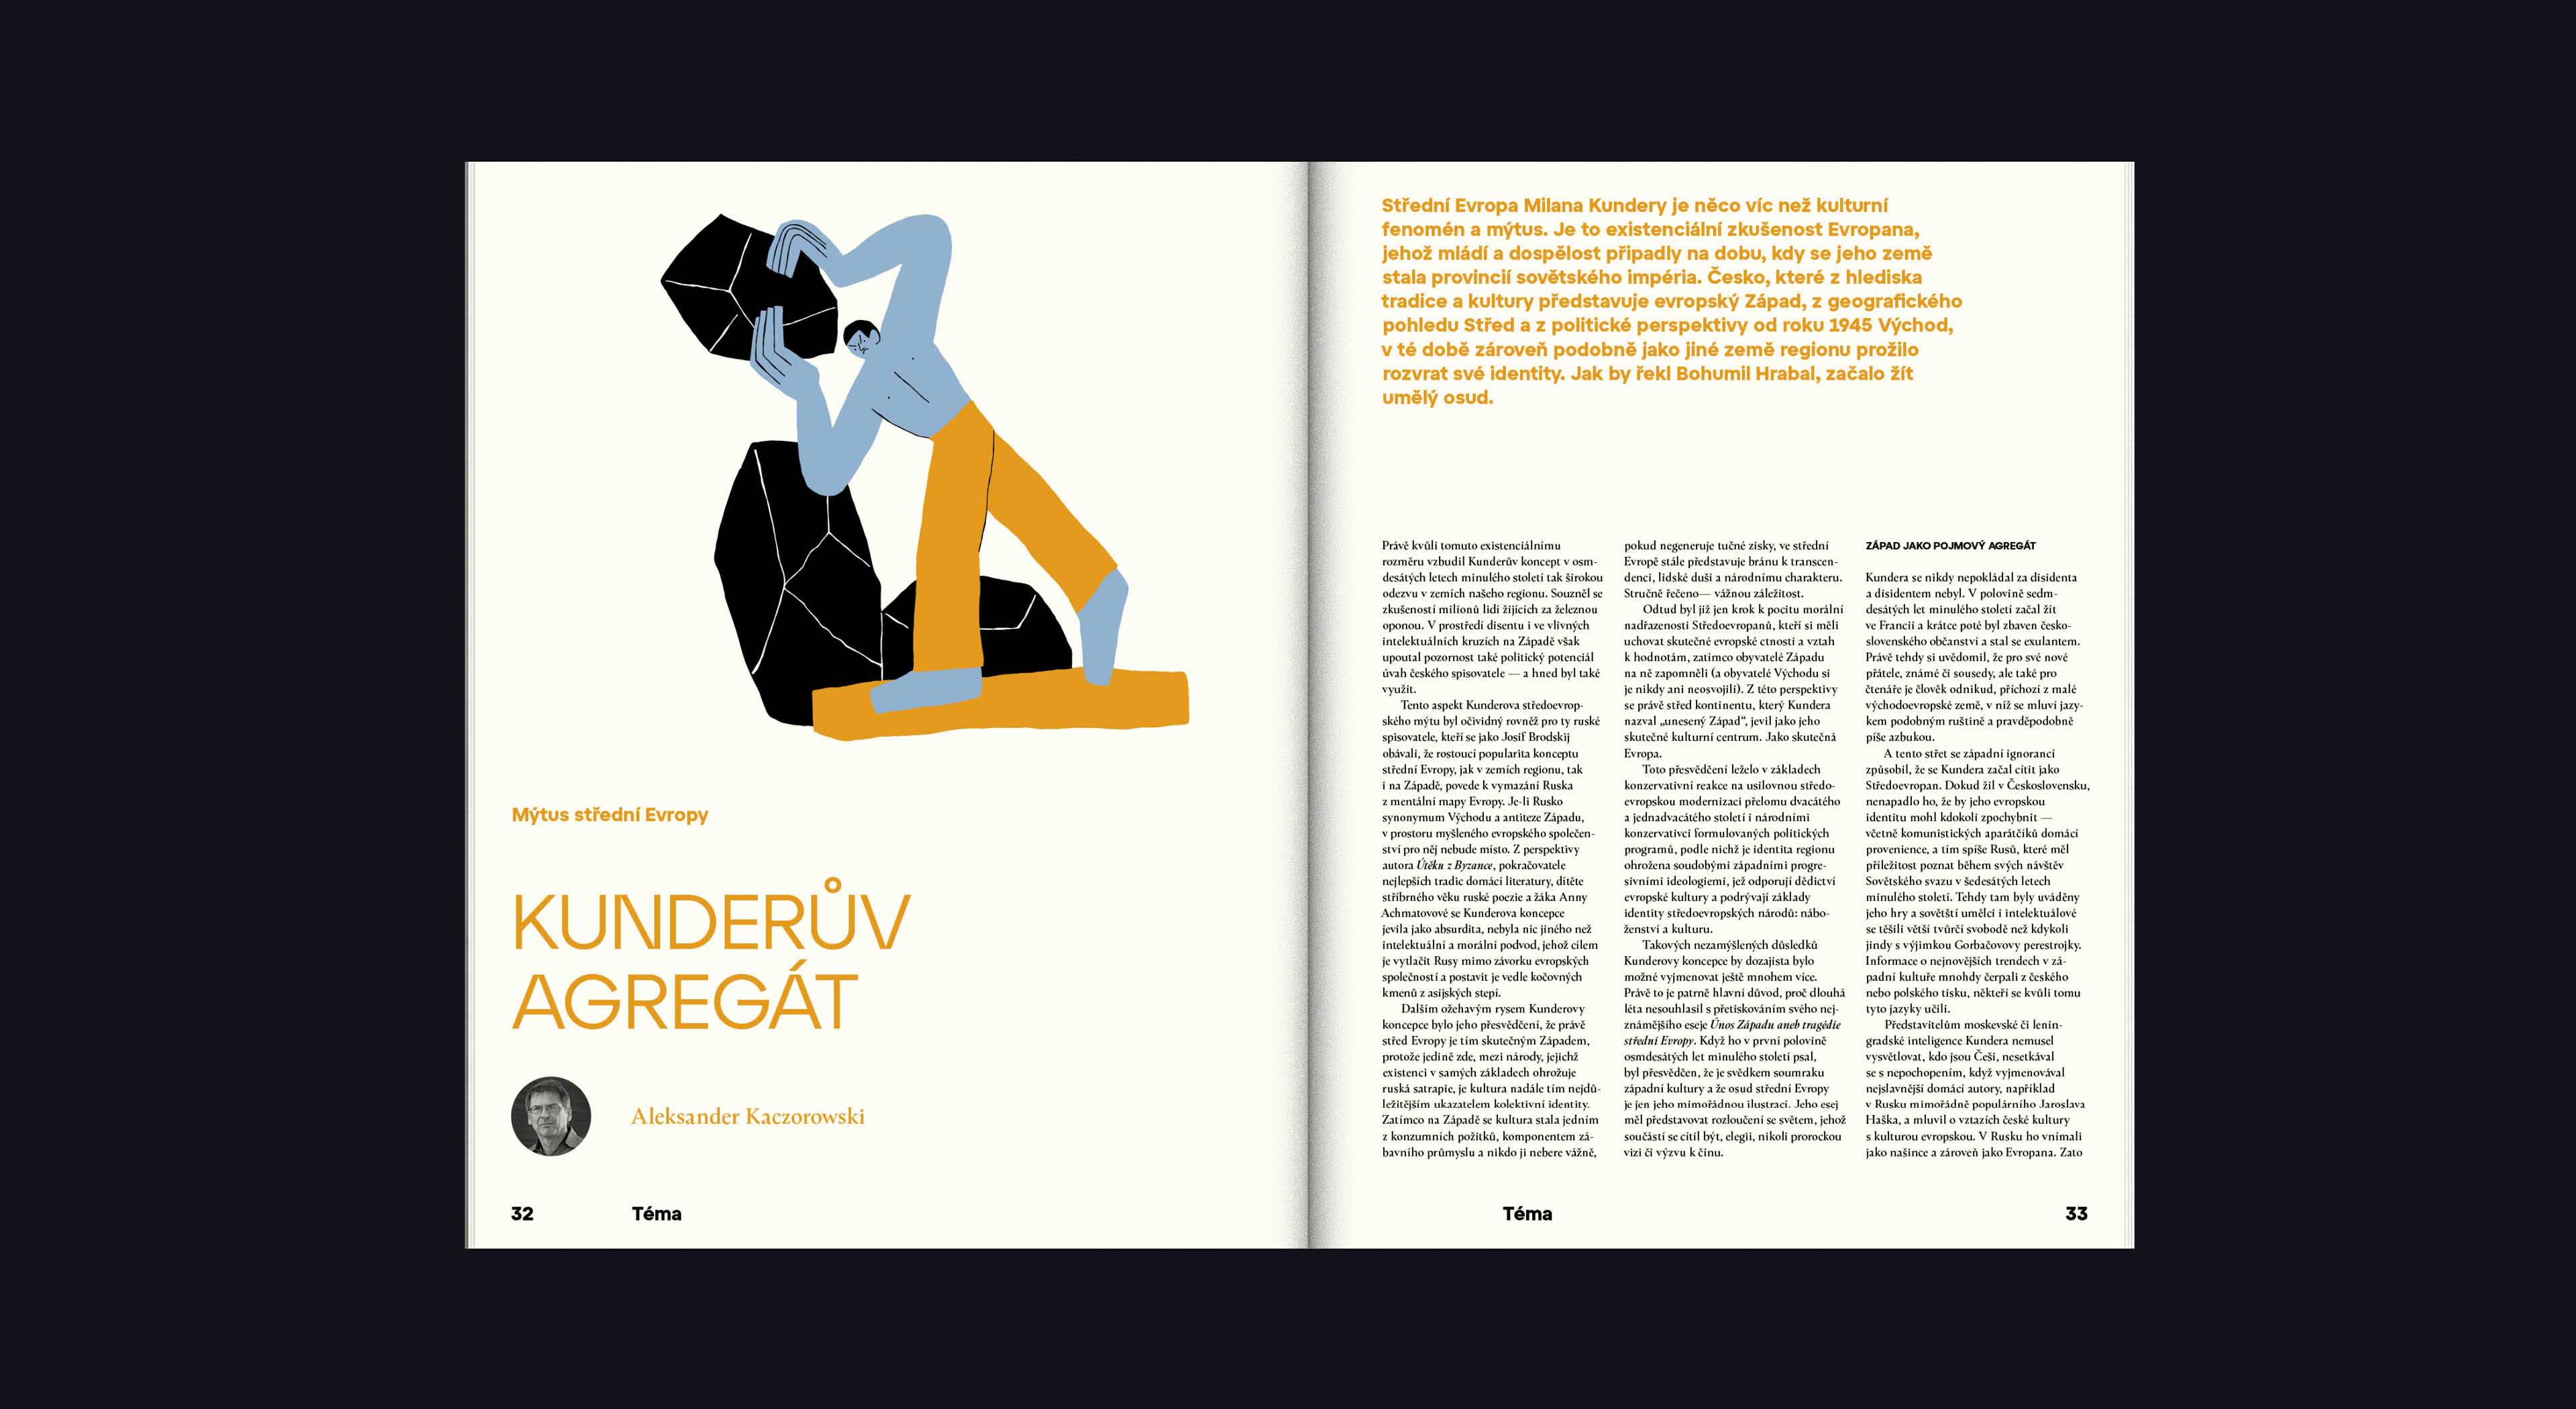 Mýtus střední Evropy
KUNDERŮV
AGREGÁT
Aleksander Kaczorowski
32
Téma
Střední Evropa Milana Kundery je něco víc než kulturní
fenomén a mýtus. Je to existenciální zkušenost Evropana,
jehož mládí a dospělost připadly na dobu, kdy se jeho země
stala provincií sovětského impéria. Česko, které z hlediska
tradice a kultury představuje evropský Západ, z geografického
pohledu Střed a z politické perspektivy od roku 1945 Východ,
v té době zároveň podobně jako jiné země regionu prožilo
rozvrat své identity. Jak by řekl Bohumil Hrabal, začalo žít
umělý osud.
Právě kvůli tomuto existenciálnímu
rozměru vzbudil Kunderův koncept v osm-
desátých letech minulého století tak širokou
odezvu v zemích našeho regionu. Souzněl se
zkušeností milionů lidí žijících za železnou
oponou. V prostředí disentu i ve vlivných
intelektuálních kruzích na Západě však
upoutal pozornost také politický potenciál
úvah českého spisovatele — a hned byl také
využit.
Tento aspekt Kunderova středoevrop-
ského mýtu byl očividný rovněž pro ty ruské
spisovatele, kteří se jako Josif Brodskij
obávali, že rostoucí popularita konceptu
střední Evropy, jak v zemích regionu, tak
i na Západě, povede k vymazání Ruska
z mentální mapy Evropy. Je-li Rusko
synonymum Východu a antiteze Západu,
v prostoru myšleného evropského společen-
ství pro něj nebude místo. Z perspektivy
autora Útěku z Byzance, pokračovatele
nejlepších tradic domácí literatury, dítěte
stříbrného věku ruské poezie a žáka Anny
Achmatovové se Kunderova koncepce
jevila jako absurdita, nebyla nic jiného než
intelektuální a morální podvod, jehož cílem
je vytlačit Rusy mimo závorku evropských
společností a postavit je vedle kočovných
kmenů z asijských stepí.
Dalším ožehavým rysem Kunderovy
koncepce bylo jeho přesvědčení, že právě
střed Evropy je tím skutečným Západem,
protože jedině zde, mezi národy, jejichž
existenci v samých základech ohrožuje
ruská satrapie, je kultura nadále tím nejdů-
ležitějším ukazatelem kolektivní identity.
Zatímco na Západě se kultura stala jedním
z konzumních požitků, komponentem zá-
bavního průmyslu a nikdo ji nebere vážně,
pokud negeneruje tučné zisky, ve střední
Evropě stále představuje bránu k transcen-
denci, lidské duši a národnímu charakteru.
Stručně řečeno— vážnou záležitost.
Odtud byl již jen krok k pocitu morální
nadřazenosti Středoevropanů, kteří si měli
uchovat skutečné evropské ctnosti a vztah
k hodnotám, zatímco obyvatelé Západu
na ně zapomněli (a obyvatelé Východu si
je nikdy ani neosvojili). Z této perspektivy
se právě střed kontinentu, který Kundera
nazval „unesený Západ“, jevil jako jeho
skutečné kulturní centrum. Jako skutečná
Evropa.
Toto přesvědčení leželo v základech
konzervativní reakce na usilovnou středo-
evropskou modernizaci přelomu dvacátého
a jednadvacátého století i národními
konzervativci formulovaných politických
programů, podle nichž je identita regionu
ohrožena soudobými západními progre-
sivními ideologiemi, jež odporují dědictví
evropské kultury a podrývají základy
identity středoevropských národů: nábo-
ženství a kulturu.
Takových nezamýšlených důsledků
Kunderovy koncepce by dozajista bylo
možné vyjmenovat ještě mnohem více.
Právě to je patrně hlavní důvod, proč dlouhá
léta nesouhlasil s přetiskováním svého nej-
známějšího eseje Únos Západu aneb tragédie
střední Evropy. Když ho v první polovině
osmdesátých let minulého století psal,
byl přesvědčen, že je svědkem soumraku
západní kultury a že osud střední Evropy
je jen jeho mimořádnou ilustrací. Jeho esej
měl představovat rozloučení se světem, jehož
součástí se cítil být, elegii, nikoli prorockou
vizi či výzvu k činu.
ZÁPAD JAKO POJMOVÝ AGREGÁT
Kundera se nikdy nepokládal za disidenta
a disidentem nebyl. V polovině sedm-
desátých let minulého století začal žít
ve Francii a krátce poté byl zbaven česko-
slovenského občanství a stal se exulantem.
Právě tehdy si uvědomil, že pro své nové
přátele, známé či sousedy, ale také pro
čtenáře je člověk odnikud, příchozí z malé
východoevropské země, v níž se mluví jazy-
kem podobným ruštině a pravděpodobně
píše azbukou.
A tento střet se západní ignorancí
způsobil, že se Kundera začal cítit jako
Středoevropan. Dokud žil v Československu,
nenapadlo ho, že by jeho evropskou
identitu mohl kdokoli zpochybnit —
včetně komunistických aparátčíků domácí
provenience, a tím spíše Rusů, které měl
příležitost poznat během svých návštěv
Sovětského svazu v šedesátých letech
minulého století. Tehdy tam byly uváděny
jeho hry a sovětští umělci i intelektuálové
se těšili větší tvůrčí svobodě než kdykoli
jindy s výjimkou Gorbačovovy perestrojky.
Informace o nejnovějších trendech v zá-
padní kultuře mnohdy čerpali z českého
nebo polského tisku, někteří se kvůli tomu
tyto jazyky učili.
Představitelům moskevské či lenin-
gradské inteligence Kundera nemusel
vysvětlovat, kdo jsou Češi, nesetkával
se s nepochopením, když vyjmenovával
nejslavnější domácí autory, například
v Rusku mimořádně populárního Jaroslava
Haška, a mluvil o vztazích české kultury
s kulturou evropskou. V Rusku ho vnímali
jako našince a zároveň jako Evropana. Zato
Téma
33